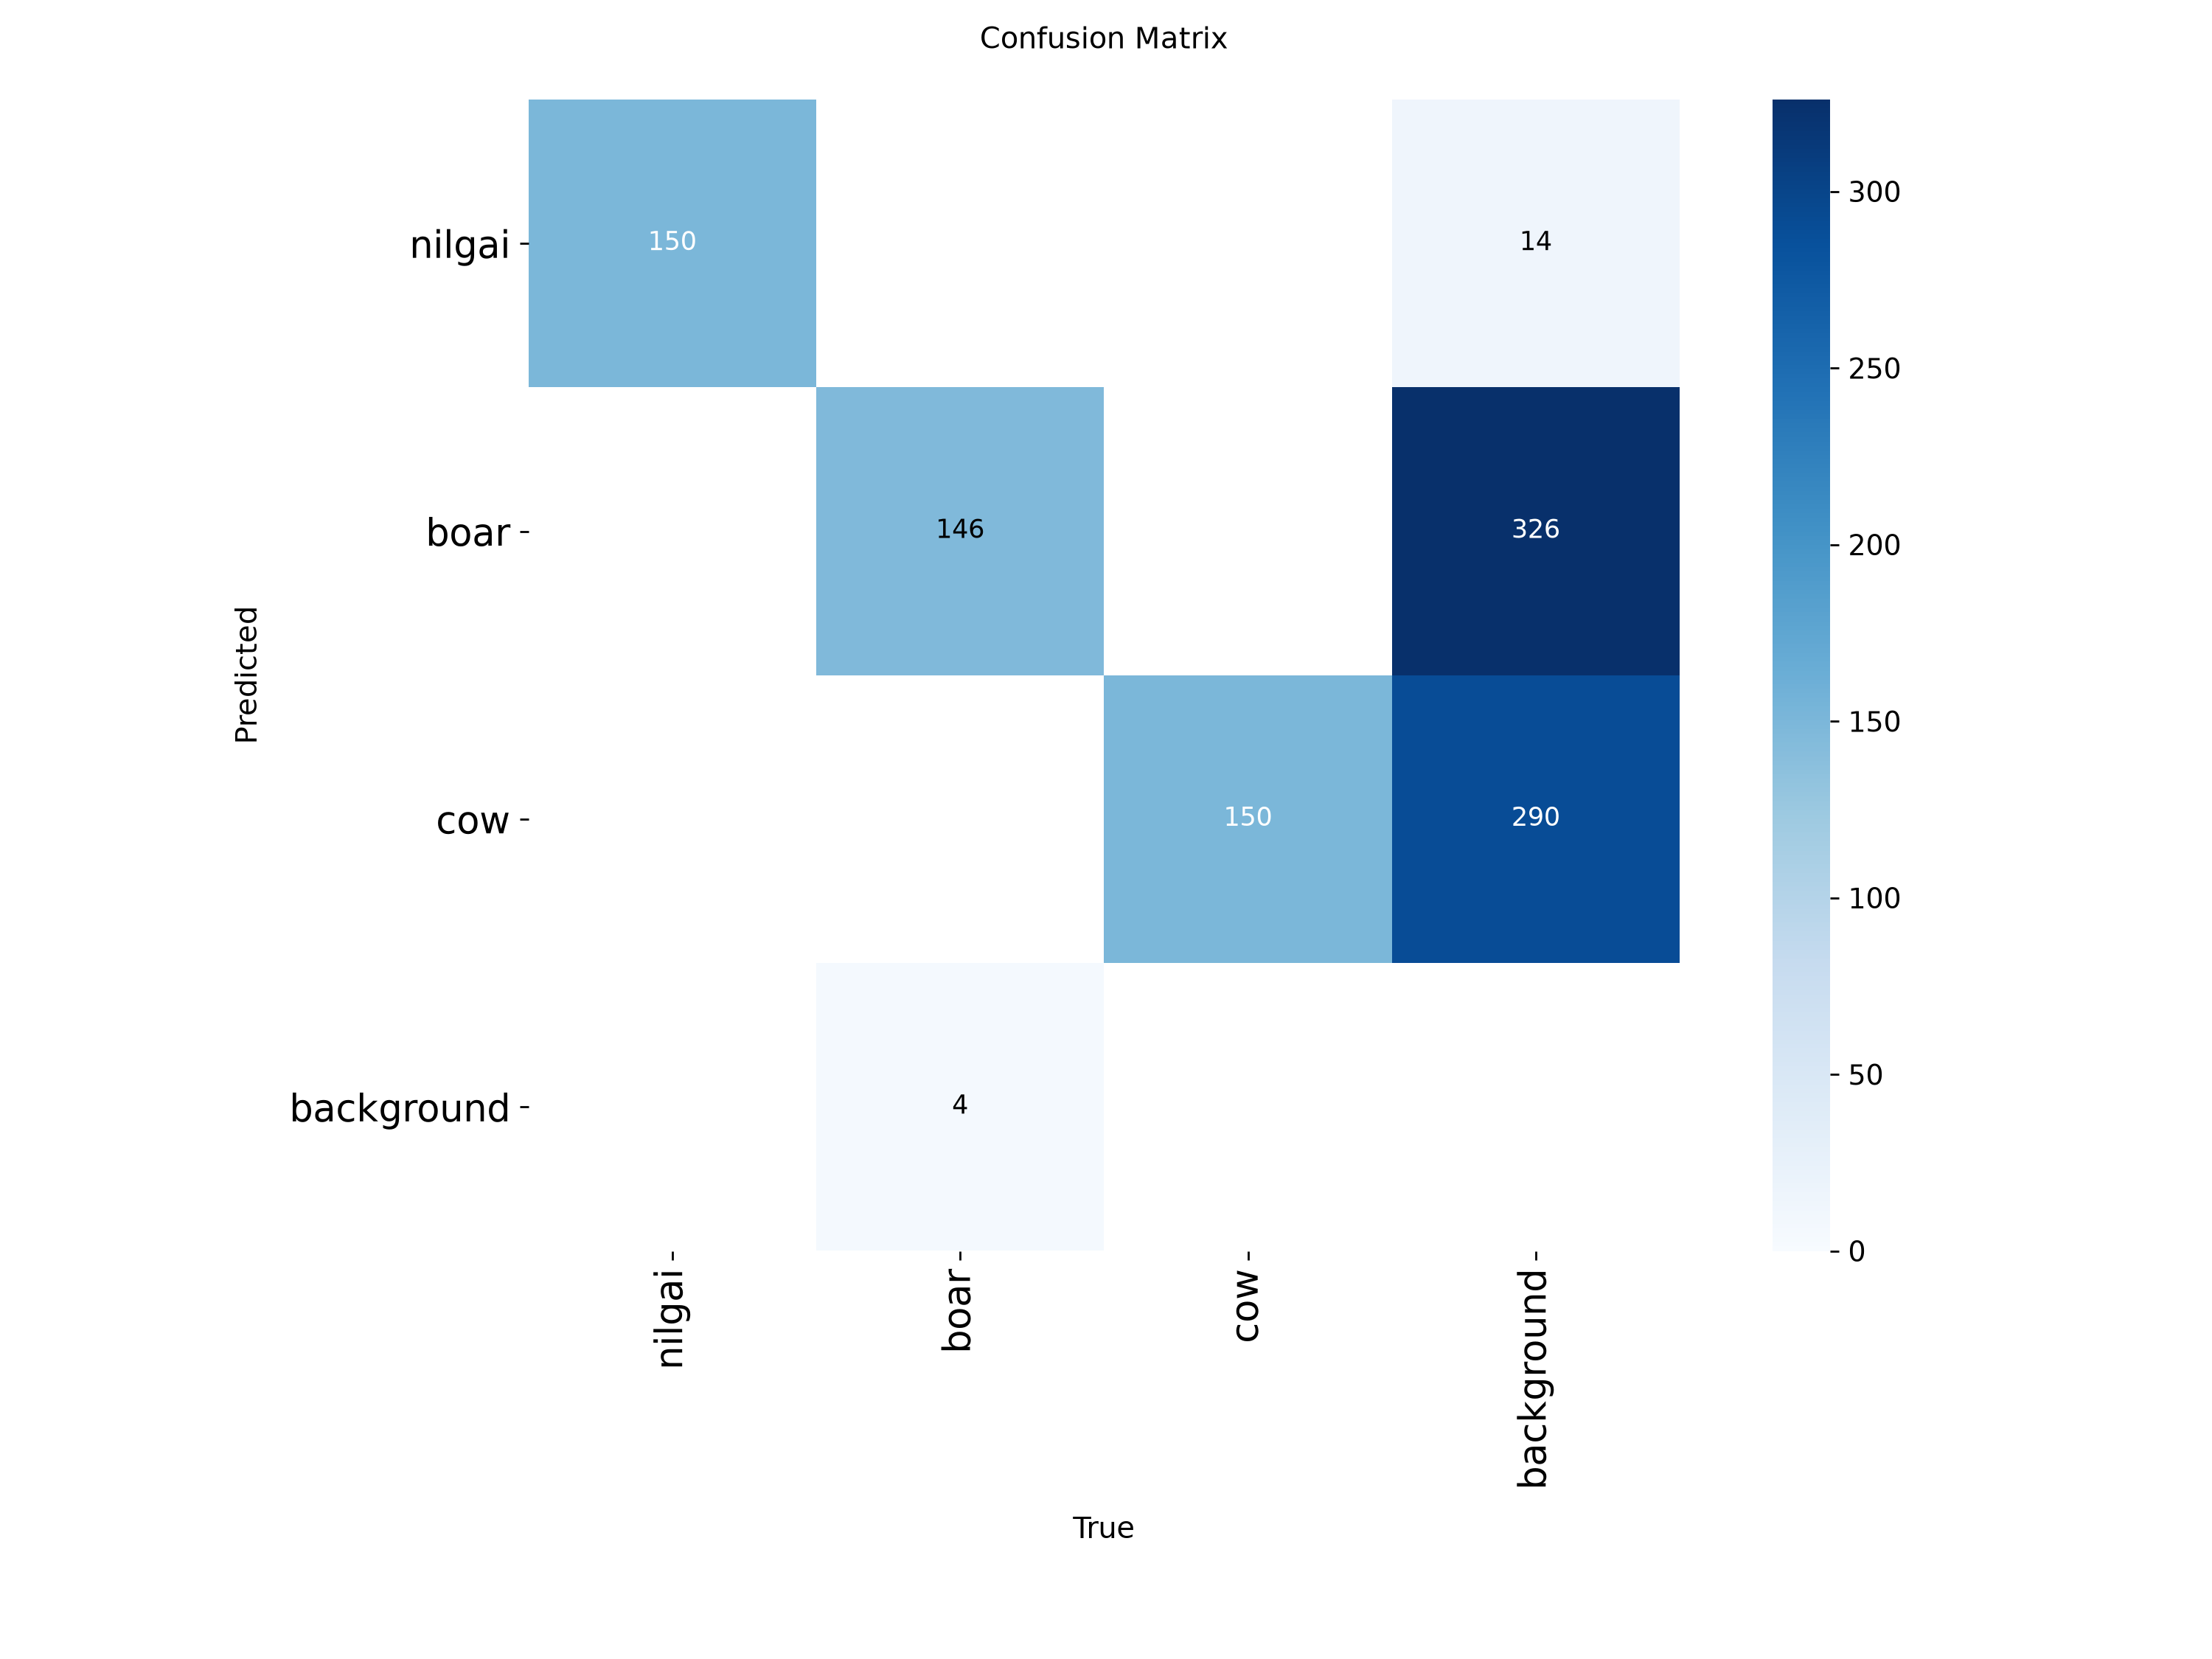 Confusion Matrix
nilgai
150
14
300
250
boar
146
326
200
Predicted
150
cow
150
290
100
background
4
50
0
nilgai
boar
cow
background
True